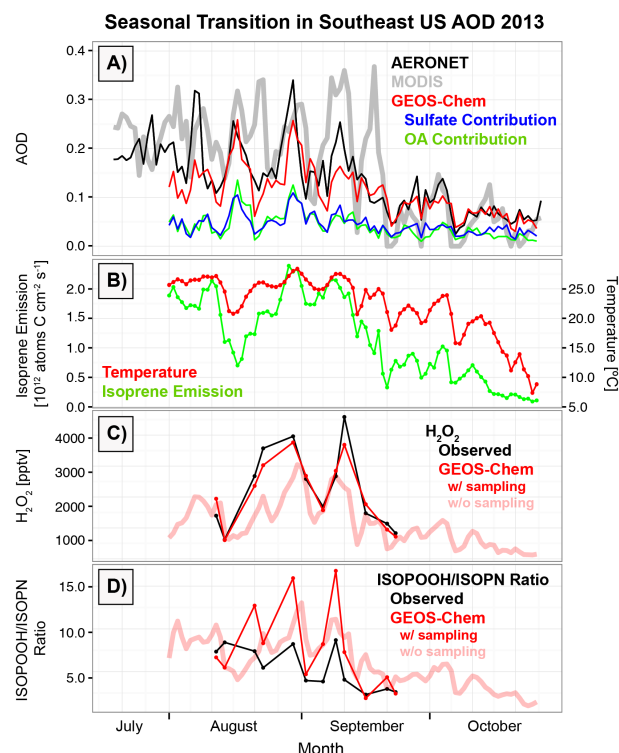 Seasonal Transition in Southeast US AOD 2013
A)
AERONET
MODIS
GEOS-Chem
Sulfate Contribution
OA Contribution
AOD
0.4
0.3
0.2
0.1
0.0
B)
Temperature
Isoprene Emission
Isoprene Emission
[10¹² atoms C cm⁻² s⁻¹]
2.0
1.5
1.0
0.5
0.0
25.0
20.0
15.0
10.0
5.0
Temperature [ºC]
C)
H₂O₂
Observed
GEOS-Chem
w/ sampling
w/o sampling
H₂O₂ [pptv]
4000
3000
2000
1000
D)
ISOPOOH/ISOPN Ratio
Observed
GEOS-Chem
w/ sampling
w/o sampling
ISOPOOH/ISOPN
Ratio
15.0
10.0
5.0
July August September October
Month